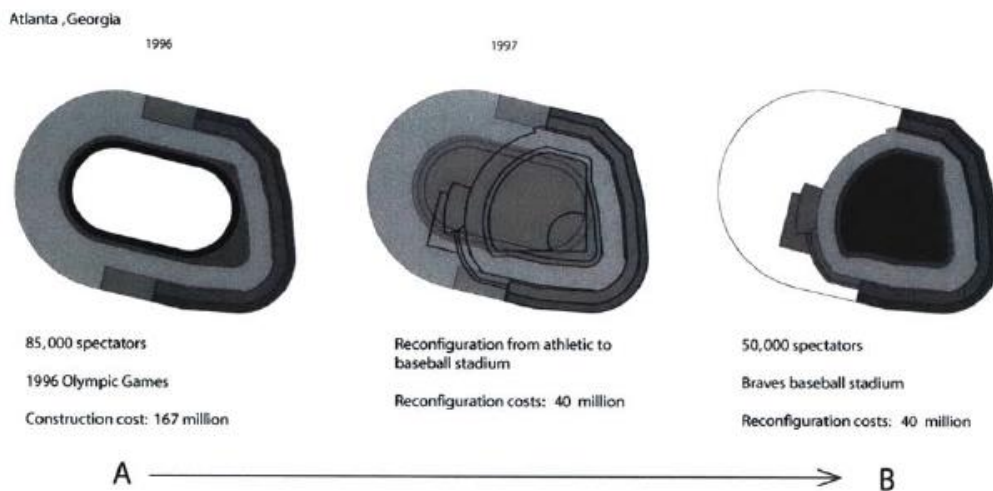 Atlanta ,Georgia
1996
1997
85,000 spectators
1996 Olympic Games
Construction cost: 167 million
Reconfiguration from athletic to
baseball stadium
Reconfiguration costs: 40 million
50,000 spectators
Braves baseball stadium
Reconfiguration costs: 40 million
A
B